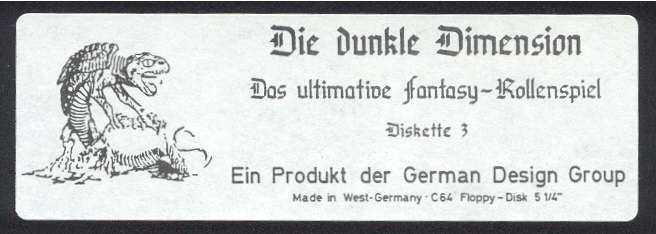 Die dunkle Dimension
Das ultimative Fantasy-Rollenspiel
Diskette 3
Ein Produkt der German Design Group
Made in West-Germany · C64 Floppy-Disk 5 1/4"